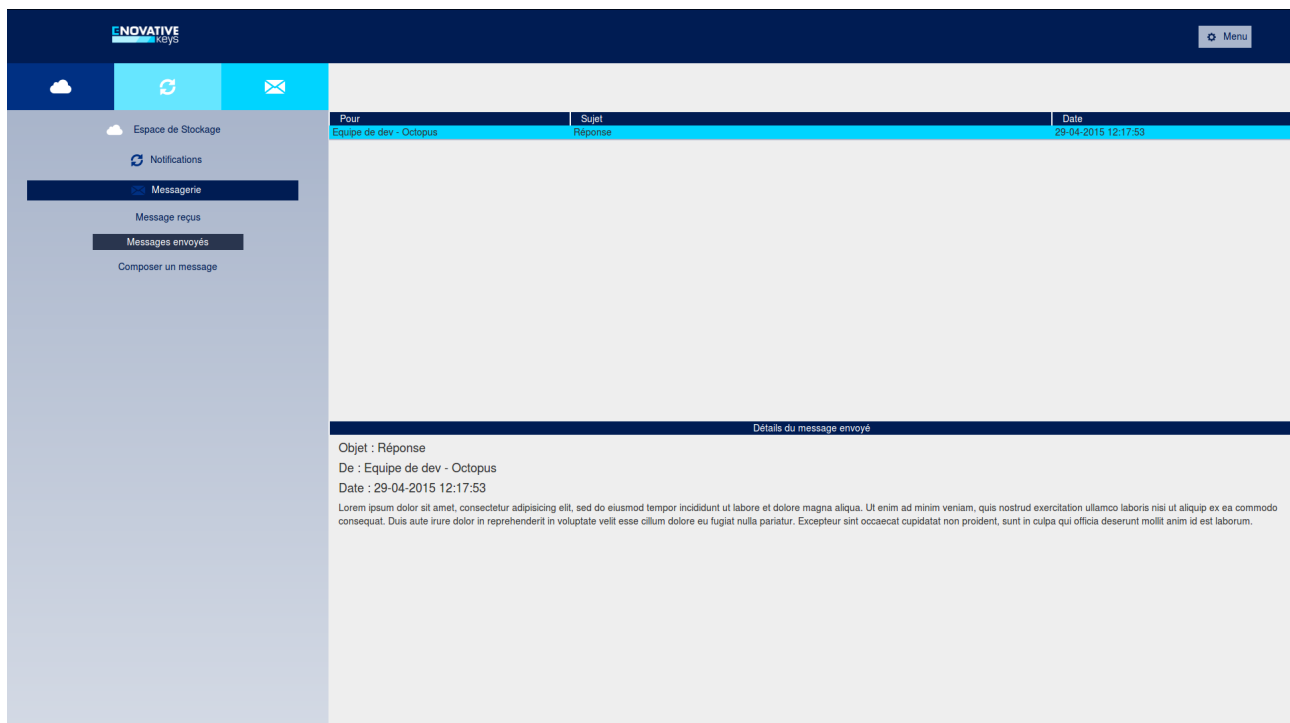 ENOVATIVE
Keys
Menu
Espace de Stockage
Notifications
Messagerie
Message reçus
Messages envoyés
Composer un message
Pour Sujet Date
Equipe de dev - Octopus Réponse 29-04-2015 12:17:53
Détails du message envoyé
Objet : Réponse
De : Equipe de dev - Octopus
Date : 29-04-2015 12:17:53
Lorem ipsum dolor sit amet, consectetur adipisicing elit, sed do eiusmod tempor incididunt ut labore et dolore magna aliqua. Ut enim ad minim veniam, quis nostrud exercitation ullamco laboris nisi ut aliquip ex ea commodo
consequat. Duis aute irure dolor in reprehenderit in voluptate velit esse cillum dolore eu fugiat nulla pariatur. Excepteur sint occaecat cupidatat non proident, sunt in culpa qui officia deserunt mollit anim id est laborum.